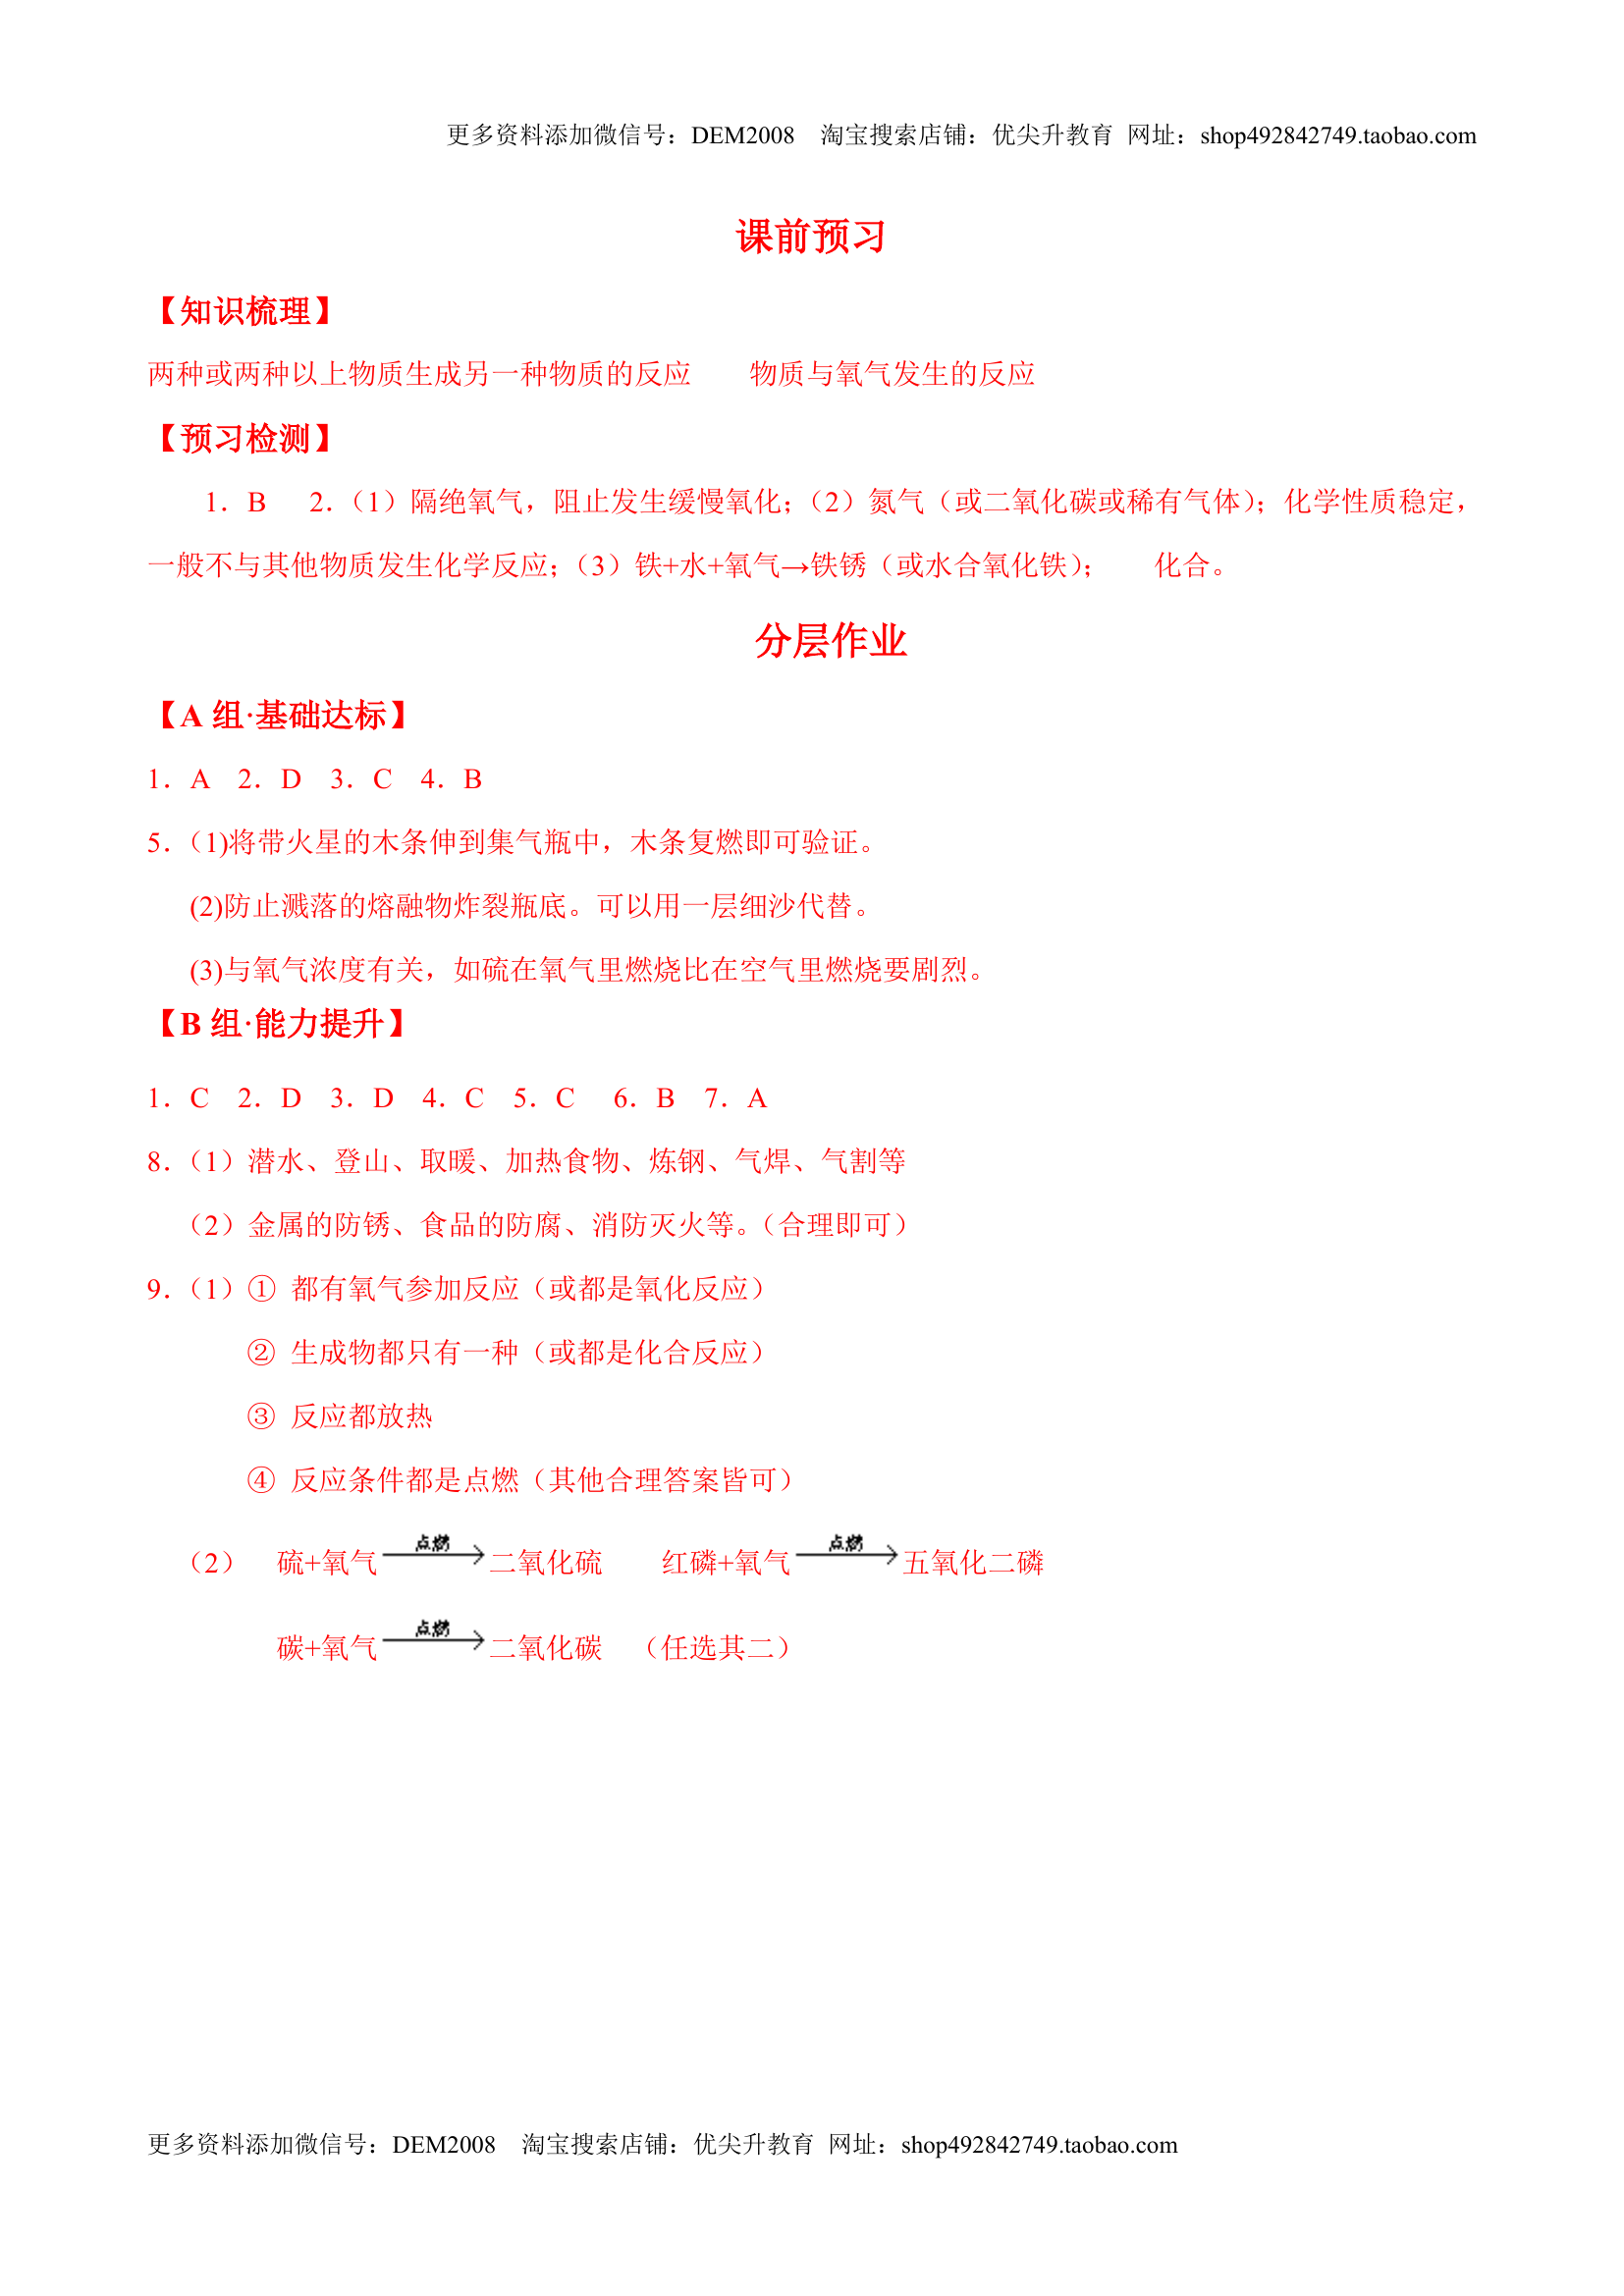 更多资料添加微信号：DEM2008　淘宝搜索店铺：优尖升教育 网址：shop492842749.taobao.com
课前预习
【知识梳理】
两种或两种以上物质生成另一种物质的反应　　物质与氧气发生的反应
【预习检测】
1．B　2．（1）隔绝氧气，阻止发生缓慢氧化；（2）氮气（或二氧化碳或稀有气体）；化学性质稳定，
一般不与其他物质发生化学反应；（3）铁+水+氧气→铁锈（或水合氧化铁）；　　化合。
分层作业
【A 组·基础达标】
1．A　2．D　3．C　4．B
5．（1)将带火星的木条伸到集气瓶中，木条复燃即可验证。
(2)防止溅落的熔融物炸裂瓶底。可以用一层细沙代替。
(3)与氧气浓度有关，如硫在氧气里燃烧比在空气里燃烧要剧烈。
【B 组·能力提升】
1．C　2．D　3．D　4．C　5．C　6．B　7．A
8．（1）潜水、登山、取暖、加热食物、炼钢、气焊、气割等
（2）金属的防锈、食品的防腐、消防灭火等。（合理即可）
9．（1）① 都有氧气参加反应（或都是氧化反应）
② 生成物都只有一种（或都是化合反应）
③ 反应都放热
④ 反应条件都是点燃（其他合理答案皆可）
（2）　硫+氧气 点燃→ 二氧化硫　　红磷+氧气 点燃→ 五氧化二磷
碳+氧气 点燃→ 二氧化碳　（任选其二）
更多资料添加微信号：DEM2008　淘宝搜索店铺：优尖升教育 网址：shop492842749.taobao.com